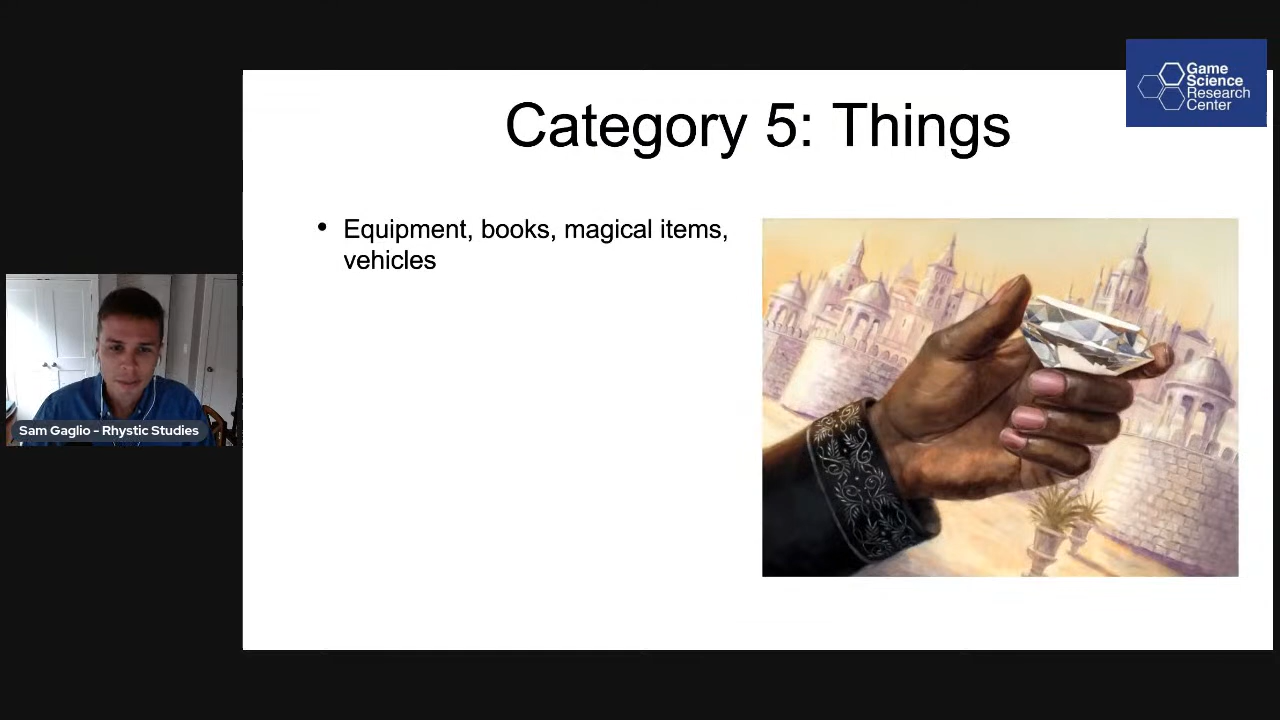 Game
Science
Research
Center
Category 5: Things
• Equipment, books, magical items,
vehicles
Sam Gaglio - Rhystic Studies